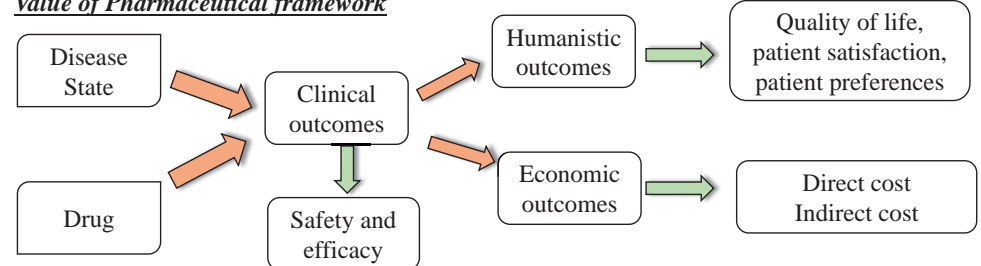 Value of Pharmaceutical framework
Disease
State
Drug
Clinical
outcomes
Safety and
efficacy
Humanistic
outcomes
Quality of life,
patient satisfaction,
patient preferences
Economic
outcomes
Direct cost
Indirect cost